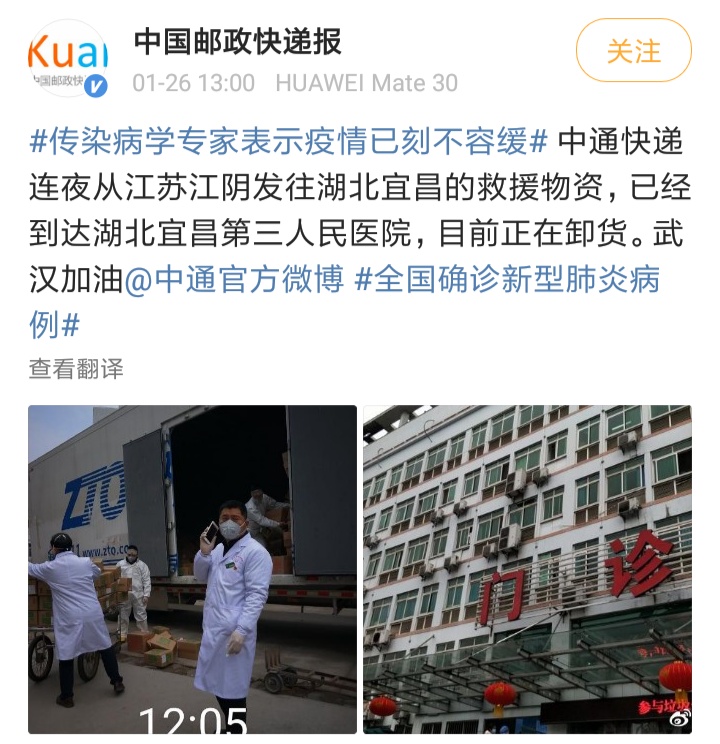 Kuai
中国邮政快
中国邮政快递报
关注
01-26 13:00 HUAWEI Mate 30
#传染病学专家表示疫情已刻不容缓# 中通快递
连夜从江苏江阴发往湖北宜昌的救援物资，已经
到达湖北宜昌第三人民医院，目前正在卸货。武
汉加油@中通官方微博 #全国确诊新型肺炎病
例#
查看翻译
ZTO
www.zto.co
12:05
门诊
参与垃圾